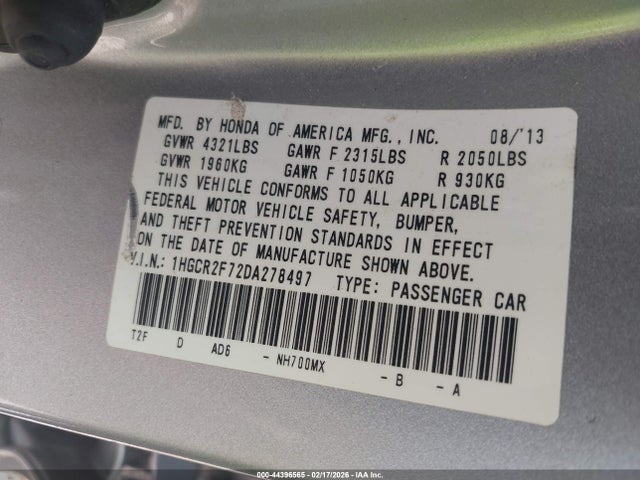 MFD. BY HONDA OF AMERICA MFG., INC. 08/'13
GVWR 4321LBS GAWR F 2315LBS R 2050LBS
GVWR 1960KG GAWR F 1050KG R 930KG
THIS VEHICLE CONFORMS TO ALL APPLICABLE
FEDERAL MOTOR VEHICLE SAFETY, BUMPER,
AND THEFT PREVENTION STANDARDS IN EFFECT
ON THE DATE OF MANUFACTURE SHOWN ABOVE.
V.I.N.: 1HGCR2F72DA278497 TYPE: PASSENGER CAR
T2F D AD6 - NH700MX - B - A
000-44396565 - 02/17/2026 - IAA Inc.